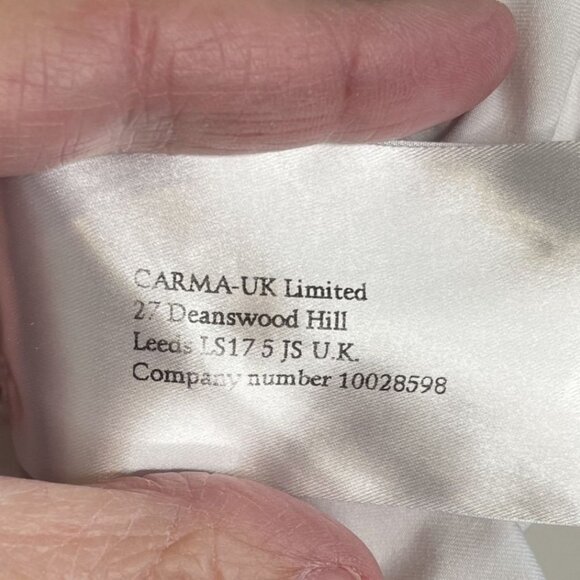 CARMA-UK Limited
27 Deanswood Hill
Leeds LS17 5 JS U.K.
Company number 10028598